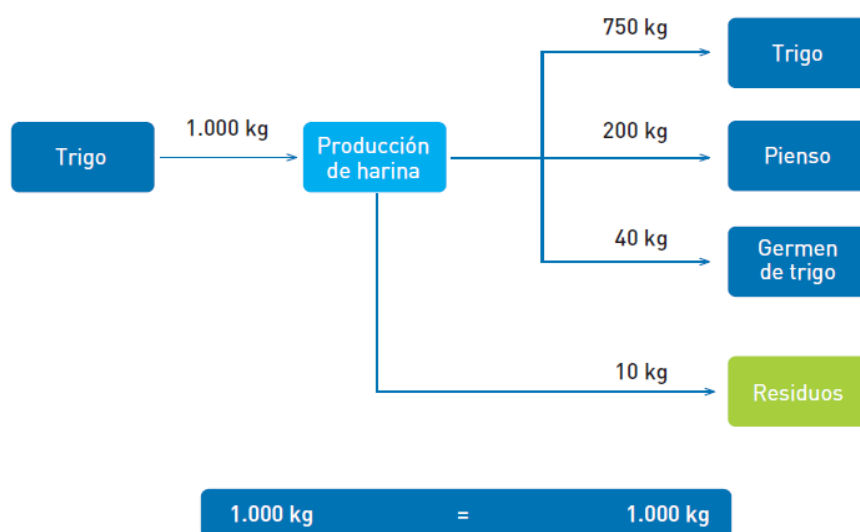 750 kg
Trigo
1.000 kg
Trigo
Producción
de harina
200 kg
Pienso
40 kg
Germen
de trigo
10 kg
Residuos
1.000 kg = 1.000 kg